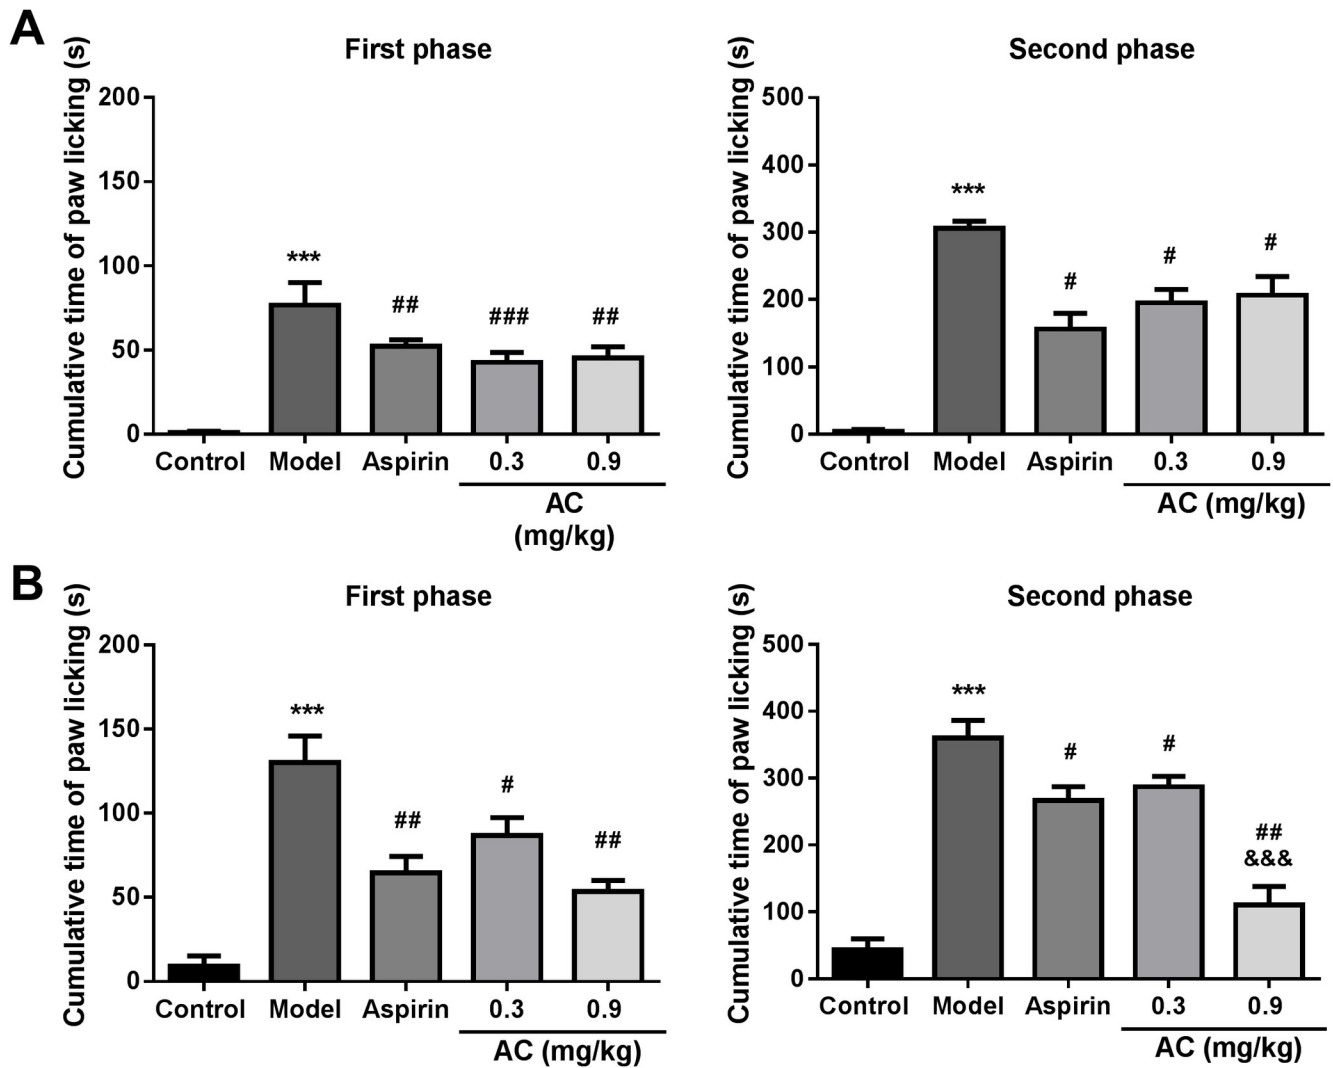 A
First phase
Cumulative time of paw licking (s)
200
150
100
50
0
***
##
###
##
Control Model Aspirin 0.3 0.9
AC
(mg/kg)
Second phase
Cumulative time of paw licking (s)
500
400
300
200
100
0
***
#
#
#
Control Model Aspirin 0.3 0.9
AC (mg/kg)
B
First phase
Cumulative time of paw licking (s)
200
150
100
50
0
***
##
#
##
Control Model Aspirin 0.3 0.9
AC (mg/kg)
Second phase
Cumulative time of paw licking (s)
500
400
300
200
100
0
***
#
#
##
&&&
Control Model Aspirin 0.3 0.9
AC (mg/kg)